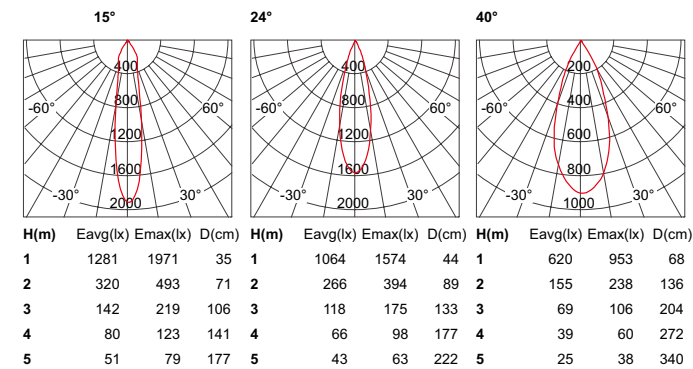 15° 24° 40°
400 400 200
800 800 400
-60° 60° -60° 60° -60° 60°
1200 1200 600
1600 1600 800
-30° 30° -30° 30° -30° 30°
2000 2000 1000
H(m) Eavg(lx) Emax(lx) D(cm) H(m) Eavg(lx) Emax(lx) D(cm) H(m) Eavg(lx) Emax(lx) D(cm)
1 1281 1971 35 1 1064 1574 44 1 620 953 68
2 320 493 71 2 266 394 89 2 155 238 136
3 142 219 106 3 118 175 133 3 69 106 204
4 80 123 141 4 66 98 177 4 39 60 272
5 51 79 177 5 43 63 222 5 25 38 340